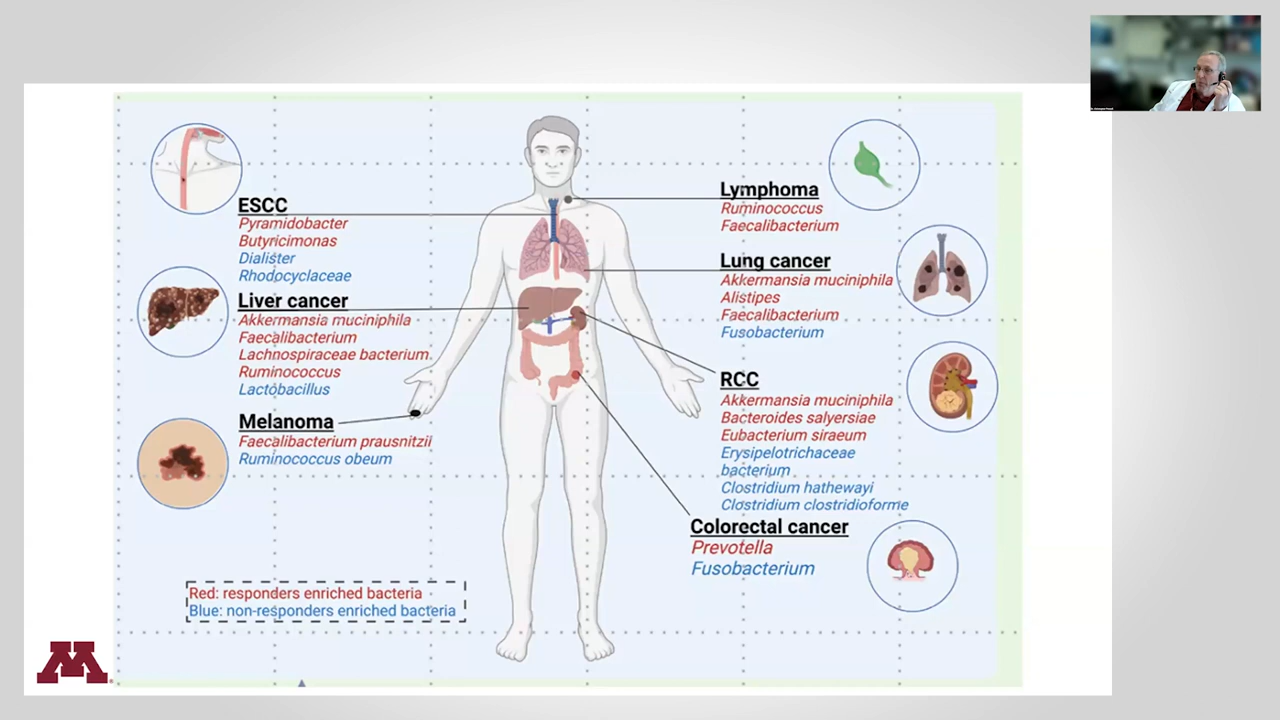 ESCC
Pyramidobacter
Butyricimonas
Dialister
Rhodocyclaceae
Liver cancer
Akkermansia muciniphila
Faecalibacterium
Lachnospiraceae bacterium
Ruminococcus
Lactobacillus
Melanoma
Faecalibacterium prausnitzii
Ruminococcus obeum
Lymphoma
Ruminococcus
Faecalibacterium
Lung cancer
Akkermansia muciniphila
Alistipes
Faecalibacterium
Fusobacterium
RCC
Akkermansia muciniphila
Bacteroides salyersiae
Eubacterium siraeum
Erysipelotrichaceae
bacterium
Clostridium hathewayi
Clostridium clostridioforme
Colorectal cancer
Prevotella
Fusobacterium
Red: responders enriched bacteria
Blue: non-responders enriched bacteria
M